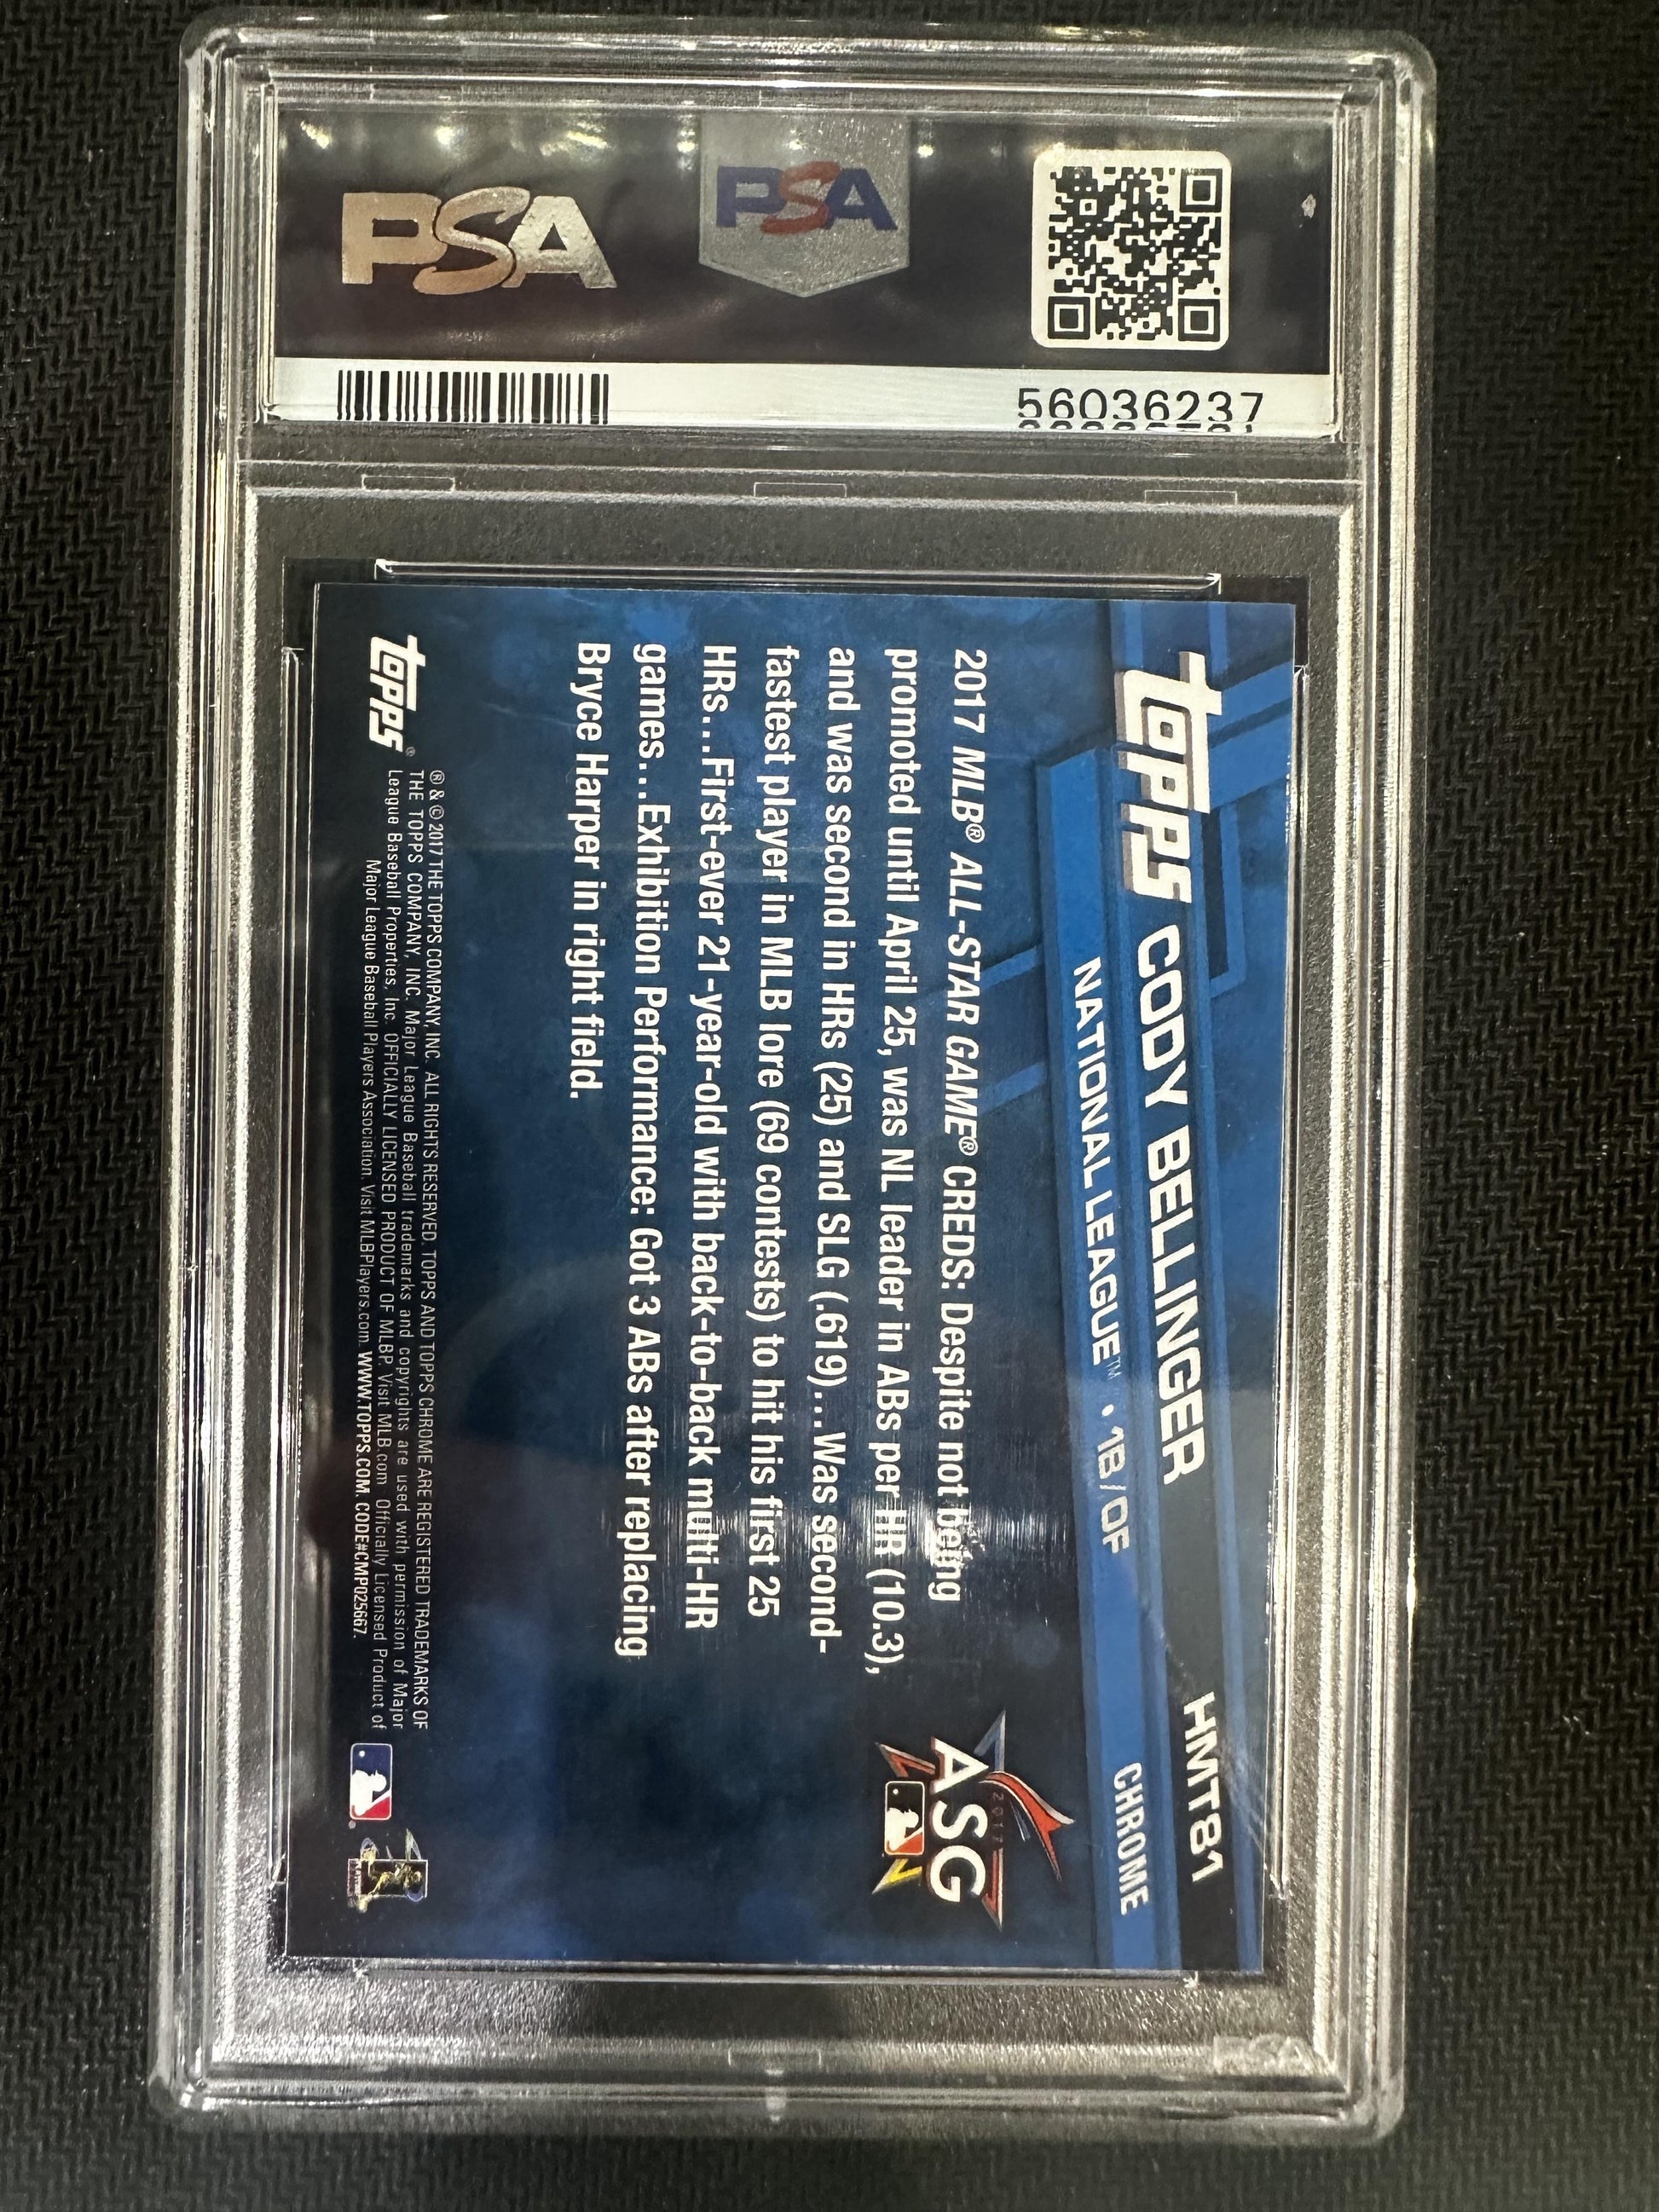 PSA
PSA
56036237
topps CODY BELLINGER
HMT81
NATIONAL LEAGUE™ • 1B / OF
CHROME
2017 MLB® ALL-STAR GAME® CREDS: Despite not being
promoted until April 25, was NL leader in ABs per HR (10.3),
and was second in HRs (25) and SLG (.619)...Was second-
fastest player in MLB lore (69 contests) to hit his first 25
HRs...First-ever 21-year-old with back-to-back multi-HR
games...Exhibition Performance: Got 3 ABs after replacing
Bryce Harper in right field.
2017
ASG
topps®
® & © 2017 THE TOPPS COMPANY, INC. ALL RIGHTS RESERVED. TOPPS AND TOPPS CHROME ARE REGISTERED TRADEMARKS OF
THE TOPPS COMPANY, INC. Major League Baseball trademarks and copyrights are used with permission of Major
League Baseball Properties, Inc. OFFICIALLY LICENSED PRODUCT OF MLBP. Visit MLB.com Officially Licensed Product of
Major League Baseball Players Association. Visit MLBPlayers.com. WWW.TOPPS.COM. CODE#CMP025667.